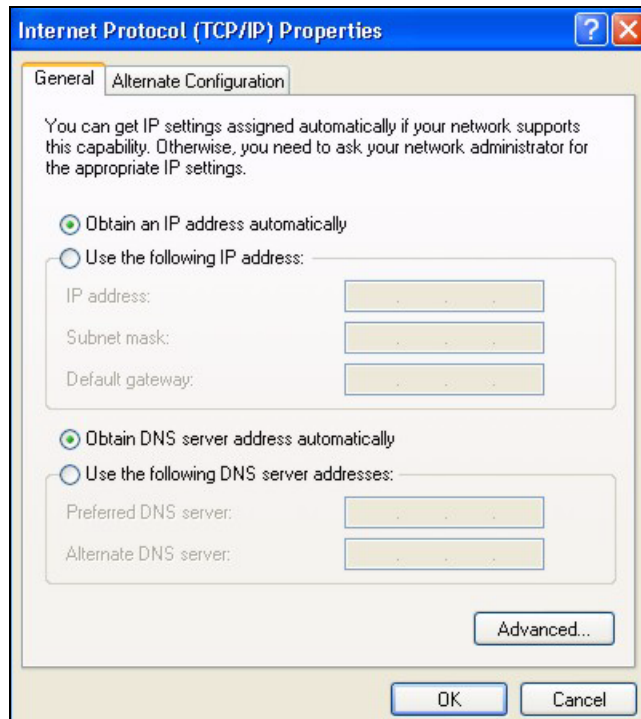 Internet Protocol (TCP/IP) Properties
General
Alternate Configuration
You can get IP settings assigned automatically if your network supports
this capability. Otherwise, you need to ask your network administrator for
the appropriate IP settings.
Obtain an IP address automatically
Use the following IP address:
IP address:
Subnet mask:
Default gateway:
Obtain DNS server address automatically
Use the following DNS server addresses:
Preferred DNS server:
Alternate DNS server:
Advanced...
OK
Cancel